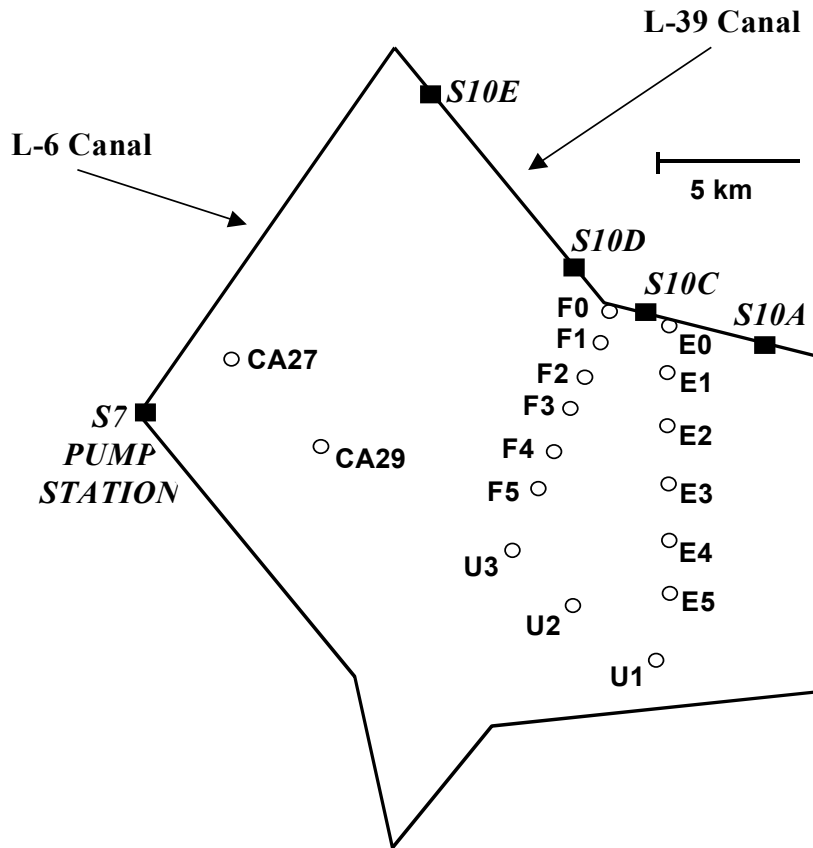 L-39 Canal
S10E
L-6 Canal
5 km
S10D
S10C
F0
S10A
F1
E0
CA27
F2
E1
F3
S7
PUMP
STATION
E2
F4
CA29
F5
E3
U3
E4
E5
U2
U1